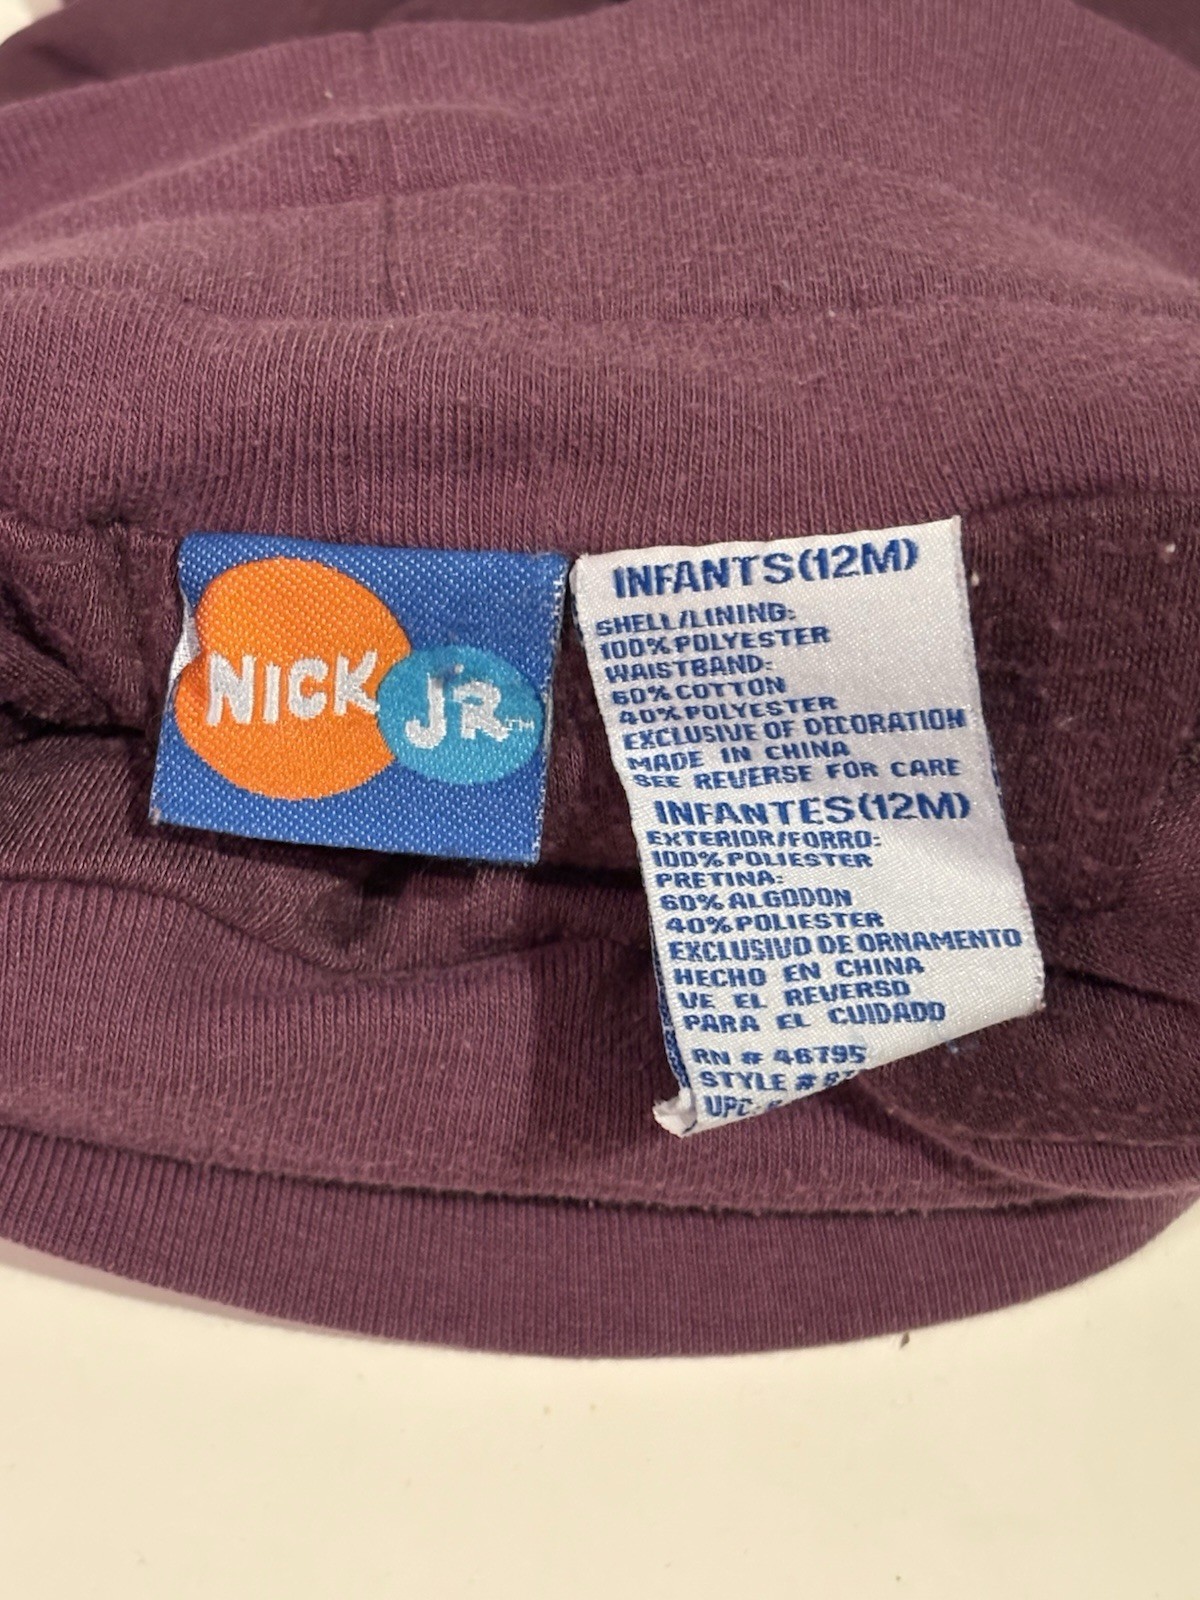 NICK JR™
INFANTS(12M)
SHELL/LINING:
100%POLYESTER
WAISTBAND:
60%COTTON
40%POLYESTER
EXCLUSIVE OF DECORATION
MADE IN CHINA
SEE REVERSE FOR CARE
INFANTES(12M)
EXTERIOR/FORRO:
100%POLIESTER
PRETINA:
60%ALGODON
40%POLIESTER
EXCLUSIVO DE ORNAMENTO
HECHO EN CHINA
VE EL REVERSO
PARA EL CUIDADO
RN # 46795
STYLE #
UPC: